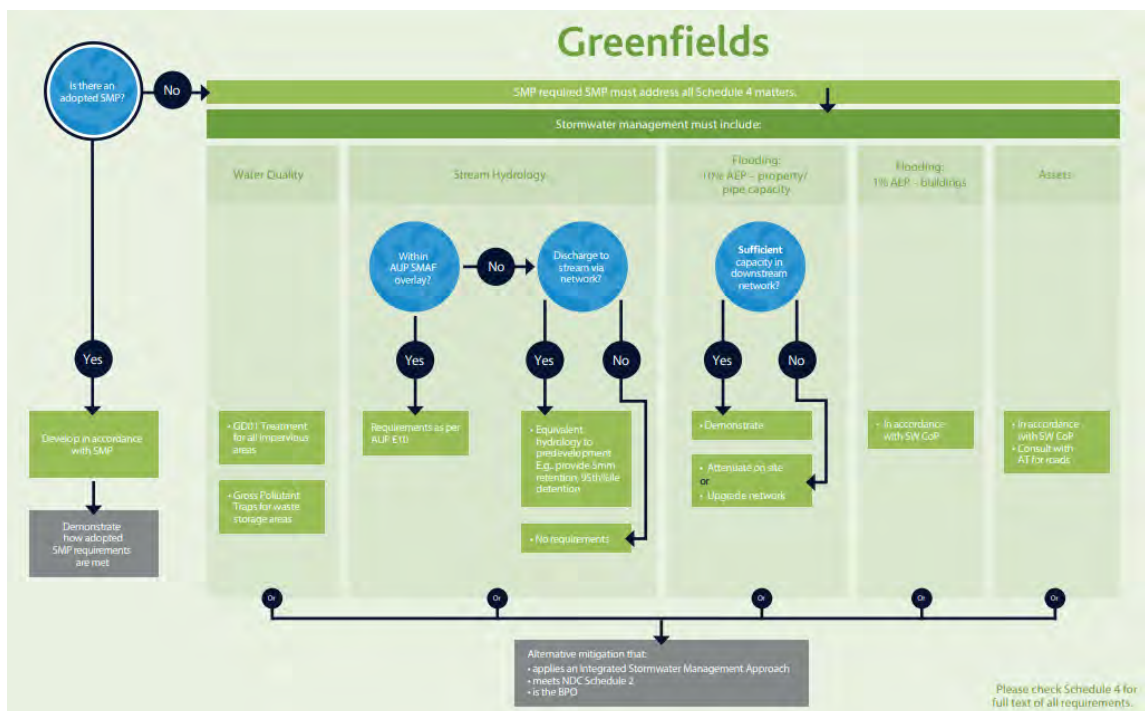 Greenfields
Is there an
adopted SMP?
No
SMP required SMP must address all Schedule 4 matters.
Stormwater management must include:
Water Quality
Stream Hydrology
Flooding:
10% AEP – property/
pipe capacity
Flooding:
1% AEP – buildings
Assets
Within
AUP SMAF
overlay?
No
Discharge to
stream via
network?
Sufficient
capacity in
downstream
network?
Yes
Yes
Yes
No
Yes
No
Develop in accordance
with SMP
• GD01 Treatment
for all impervious
areas
Requirements as per
AUP E10
• Equivalent
hydrology to
predevelopment
E.g., provide 5mm
retention, 95th%ile
detention
• Demonstrate
• In accordance
with SW CoP
• In accordance
with SW CoP
• Consult with
AT for roads
• Attenuate on site
or
• Upgrade network
• Gross Pollutant
Traps for waste
storage areas
• No requirements
Demonstrate
how adopted
SMP requirements
are met
Or
Or
Or
Or
Or
Alternative mitigation that:
• applies an Integrated Stormwater Management Approach
• meets NDC Schedule 2
• is the BPO
Please check Schedule 4 for
full text of all requirements.